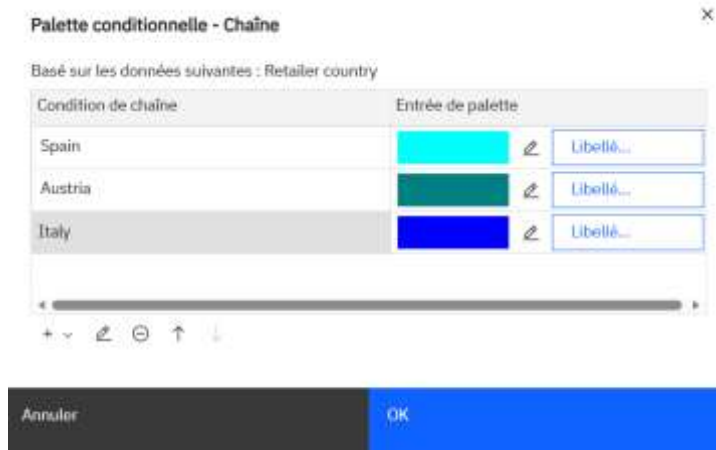 Palette conditionnelle - Chaîne
Basé sur les données suivantes : Retailer country
Condition de chaîne Entrée de palette
Spain Libellé...
Austria Libellé...
Italy Libellé...
Annuler OK